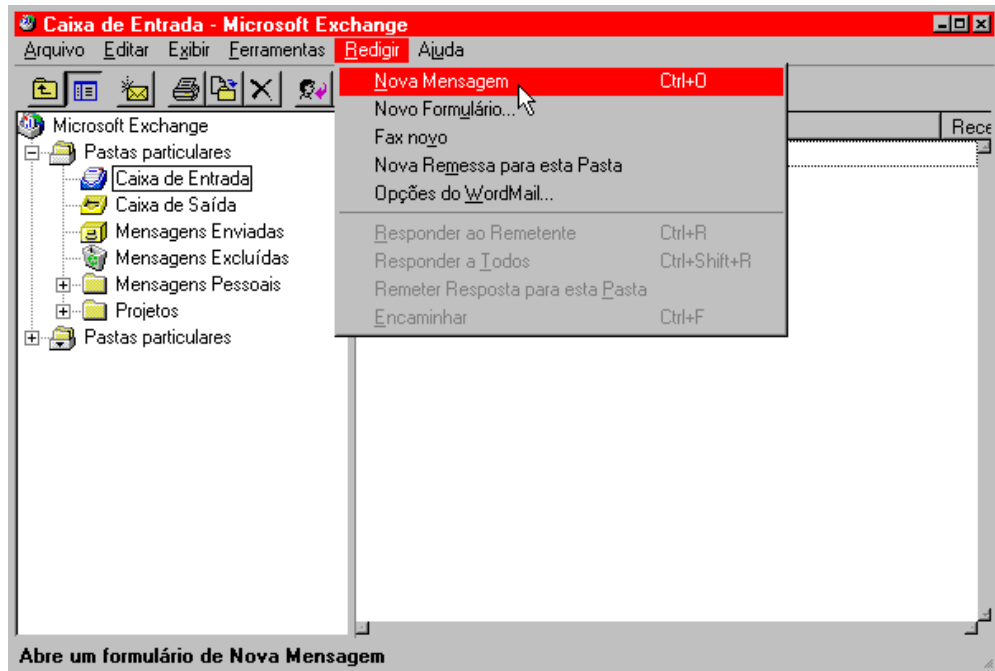 Caixa de Entrada - Microsoft Exchange
Arquivo Editar Exibir Ferramentas Redigir Ajuda
Nova Mensagem Ctrl+O
Novo Formulário...
Fax novo
Nova Remessa para esta Pasta
Opções do WordMail...
Responder ao Remetente Ctrl+R
Responder a Todos Ctrl+Shift+R
Remeter Resposta para esta Pasta
Encaminhar Ctrl+F
Rece
Microsoft Exchange
Pastas particulares
Caixa de Entrada
Caixa de Saída
Mensagens Enviadas
Mensagens Excluídas
Mensagens Pessoais
Projetos
Pastas particulares
Abre um formulário de Nova Mensagem